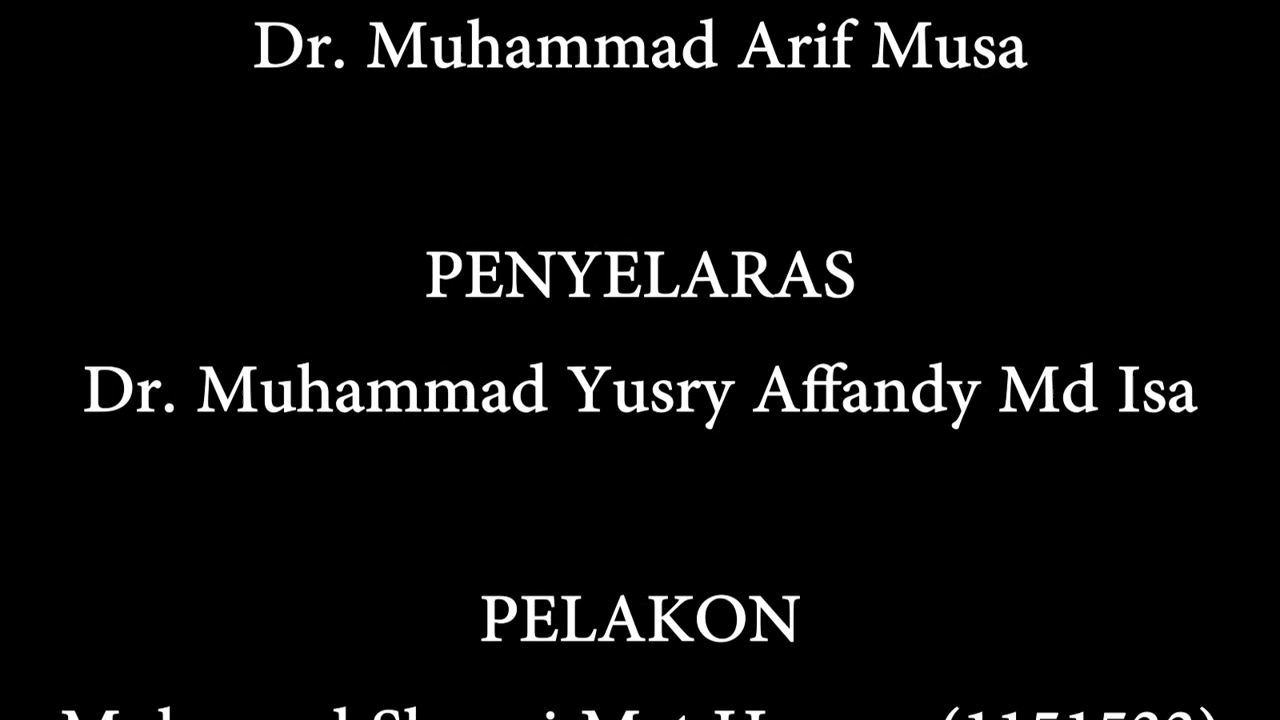 Dr. Muhammad Arif Musa
PENYELARAS
Dr. Muhammad Yusry Affandy Md Isa
PELAKON